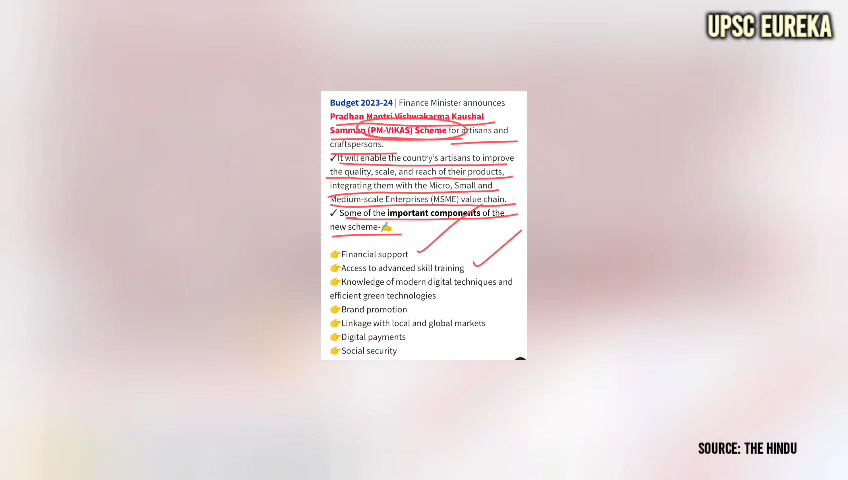 UPSC EUREKA
Budget 2023-24 | Finance Minister announces
Pradhan Mantri Vishwakarma Kaushal
Samman (PM-VIKAS) Scheme for artisans and
craftspersons.
✓It will enable the country's artisans to improve
the quality, scale, and reach of their products,
integrating them with the Micro, Small and
Medium-scale Enterprises (MSME) value chain.
✓ Some of the important components of the
new scheme-✍️
👉Financial support
👉Access to advanced skill training
👉Knowledge of modern digital techniques and
efficient green technologies
👉Brand promotion
👉Linkage with local and global markets
👉Digital payments
👉Social security
SOURCE: THE HINDU